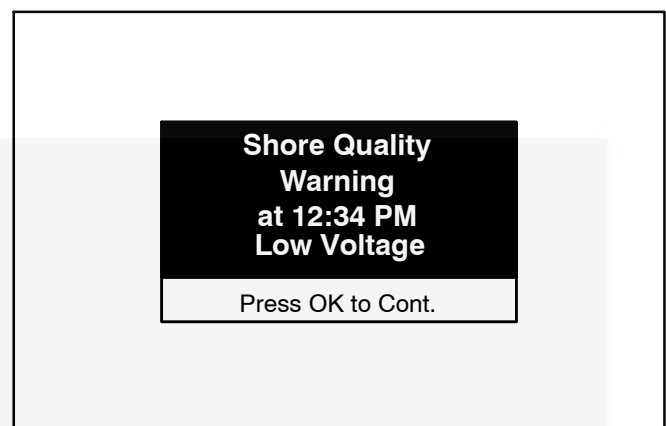 Shore Quality
Warning
at 12:34 PM
Low Voltage
Press OK to Cont.